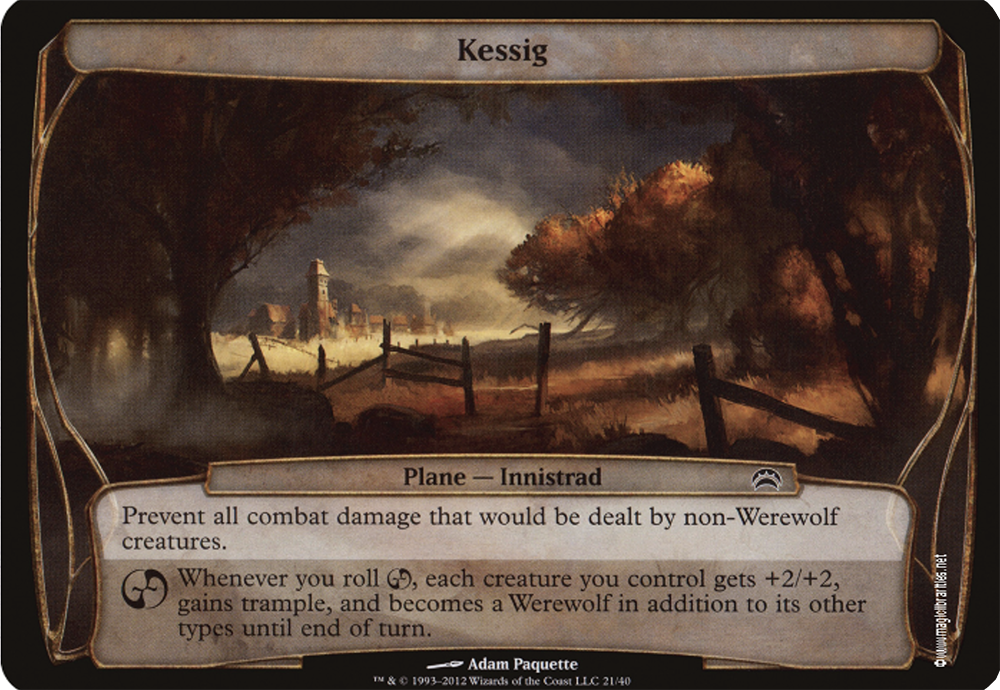 Kessig
Plane — Innistrad
Prevent all combat damage that would be dealt by non-Werewolf
creatures.
Whenever you roll , each creature you control gets +2/+2,
gains trample, and becomes a Werewolf in addition to its other
types until end of turn.
Adam Paquette
™ & © 1993–2012 Wizards of the Coast LLC 21/40
©www.magiclibrarities.net